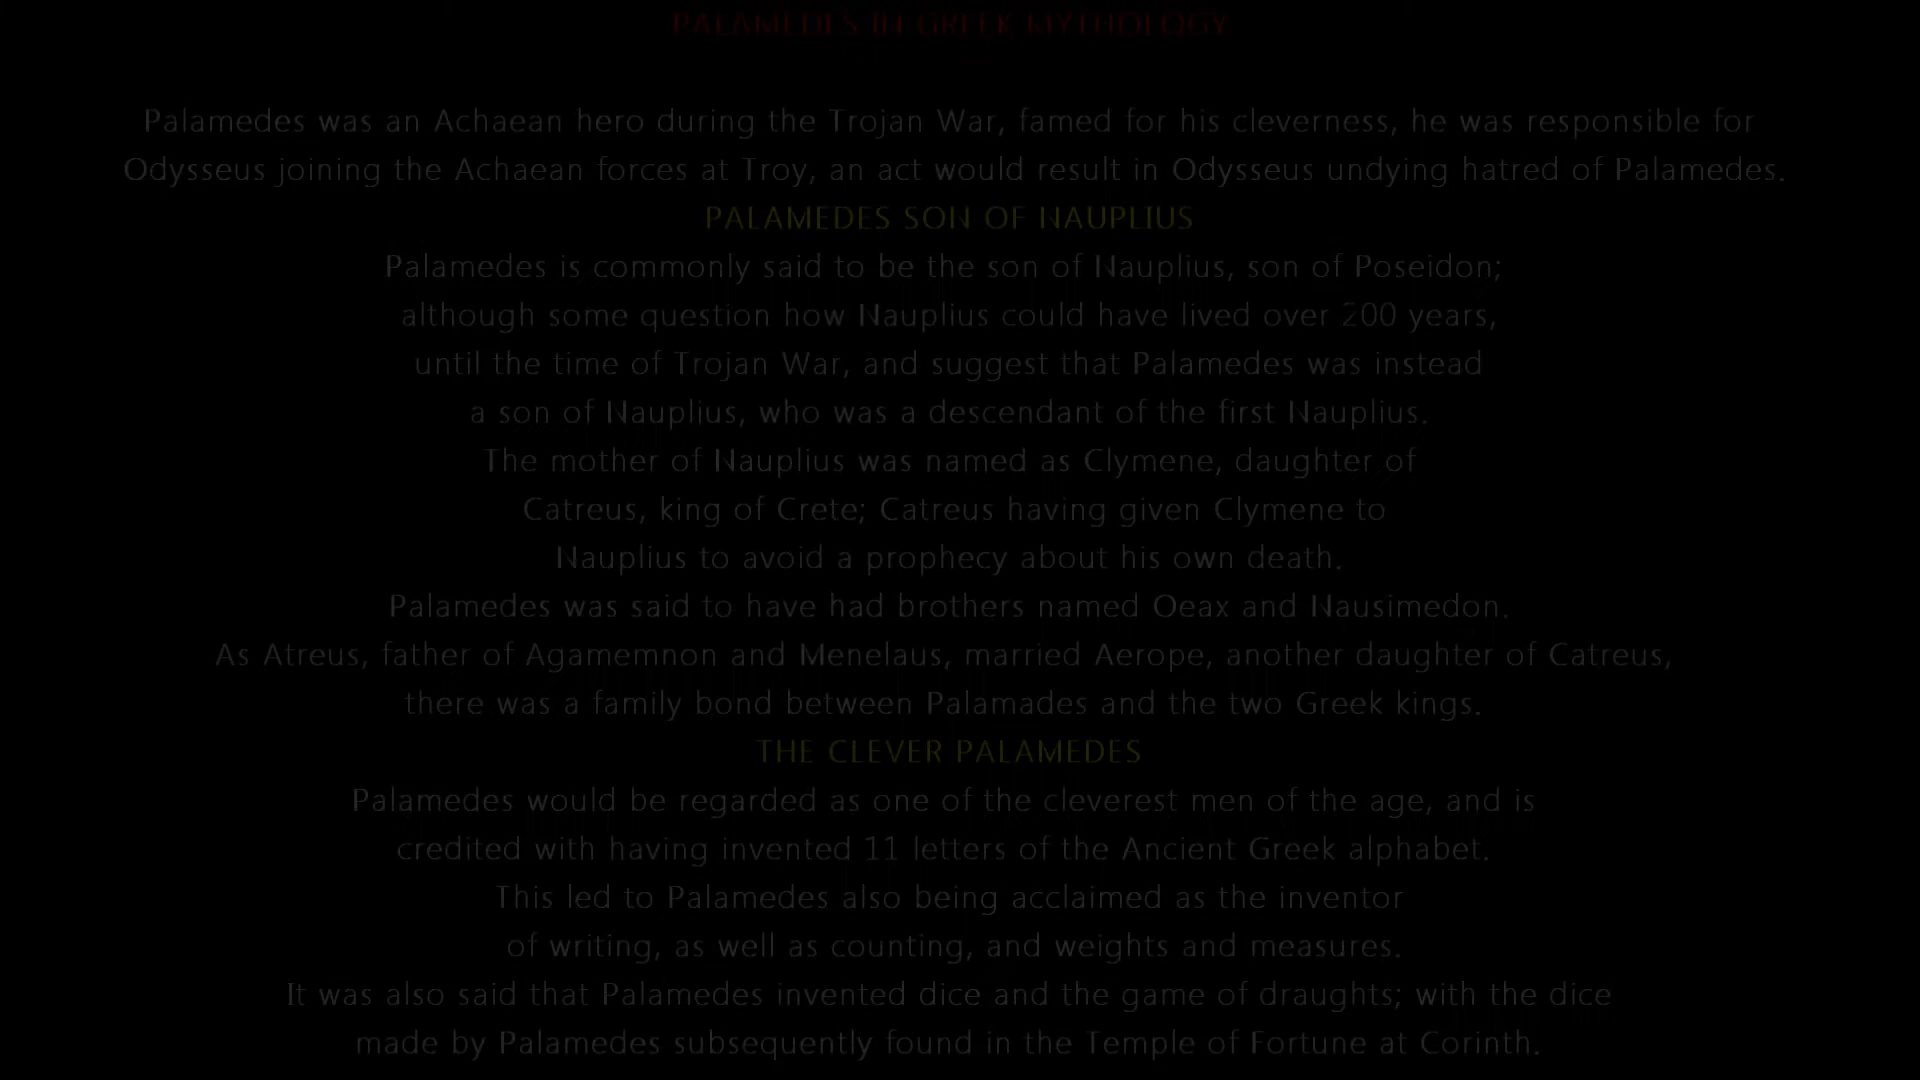 PALAMEDES IN GREEK MYTHOLOGY
Palamedes was an Achaean hero during the Trojan War, famed for his cleverness, he was responsible for
Odysseus joining the Achaean forces at Troy, an act would result in Odysseus undying hatred of Palamedes.
PALAMEDES SON OF NAUPLIUS
Palamedes is commonly said to be the son of Nauplius, son of Poseidon;
although some question how Nauplius could have lived over 200 years,
until the time of Trojan War, and suggest that Palamedes was instead
a son of Nauplius, who was a descendant of the first Nauplius.
The mother of Nauplius was named as Clymene, daughter of
Catreus, king of Crete; Catreus having given Clymene to
Nauplius to avoid a prophecy about his own death.
Palamedes was said to have had brothers named Oeax and Nausimedon.
As Atreus, father of Agamemnon and Menelaus, married Aerope, another daughter of Catreus,
there was a family bond between Palamades and the two Greek kings.
THE CLEVER PALAMEDES
Palamedes would be regarded as one of the cleverest men of the age, and is
credited with having invented 11 letters of the Ancient Greek alphabet.
This led to Palamedes also being acclaimed as the inventor
of writing, as well as counting, and weights and measures.
It was also said that Palamedes invented dice and the game of draughts; with the dice
made by Palamedes subsequently found in the Temple of Fortune at Corinth.